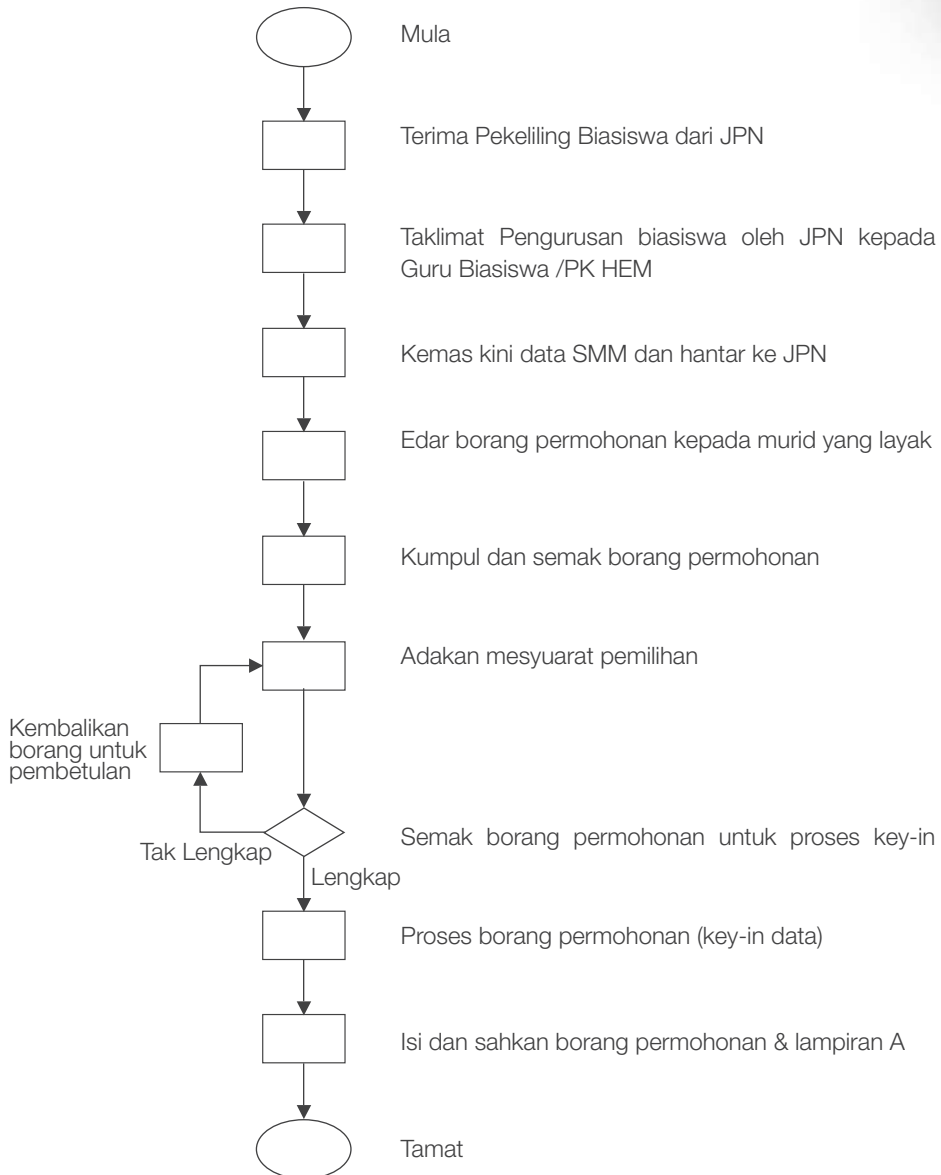 Mula
Terima Pekeliling Biasiswa dari JPN
Taklimat Pengurusan biasiswa oleh JPN kepada
Guru Biasiswa /PK HEM
Kemas kini data SMM dan hantar ke JPN
Edar borang permohonan kepada murid yang layak
Kumpul dan semak borang permohonan
Adakan mesyuarat pemilihan
Kembalikan
borang untuk
pembetulan
Semak borang permohonan untuk proses key-in
Tak Lengkap
Lengkap
Proses borang permohonan (key-in data)
Isi dan sahkan borang permohonan & lampiran A
Tamat